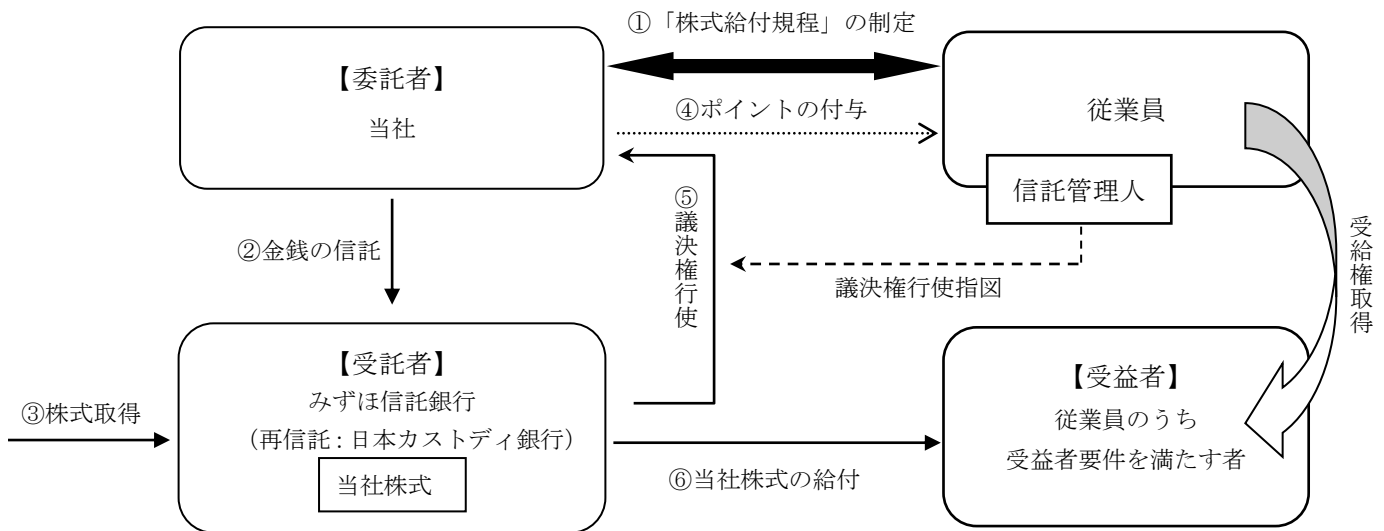 ①「株式給付規程」の制定
【委託者】
当社
④ポイントの付与
従業員
信託管理人
②金銭の信託
⑤議決権行使
議決権行使指図
受給権取得
③株式取得
【受託者】
みずほ信託銀行
（再信託：日本カストディ銀行）
当社株式
⑥当社株式の給付
【受益者】
従業員のうち
受益者要件を満たす者